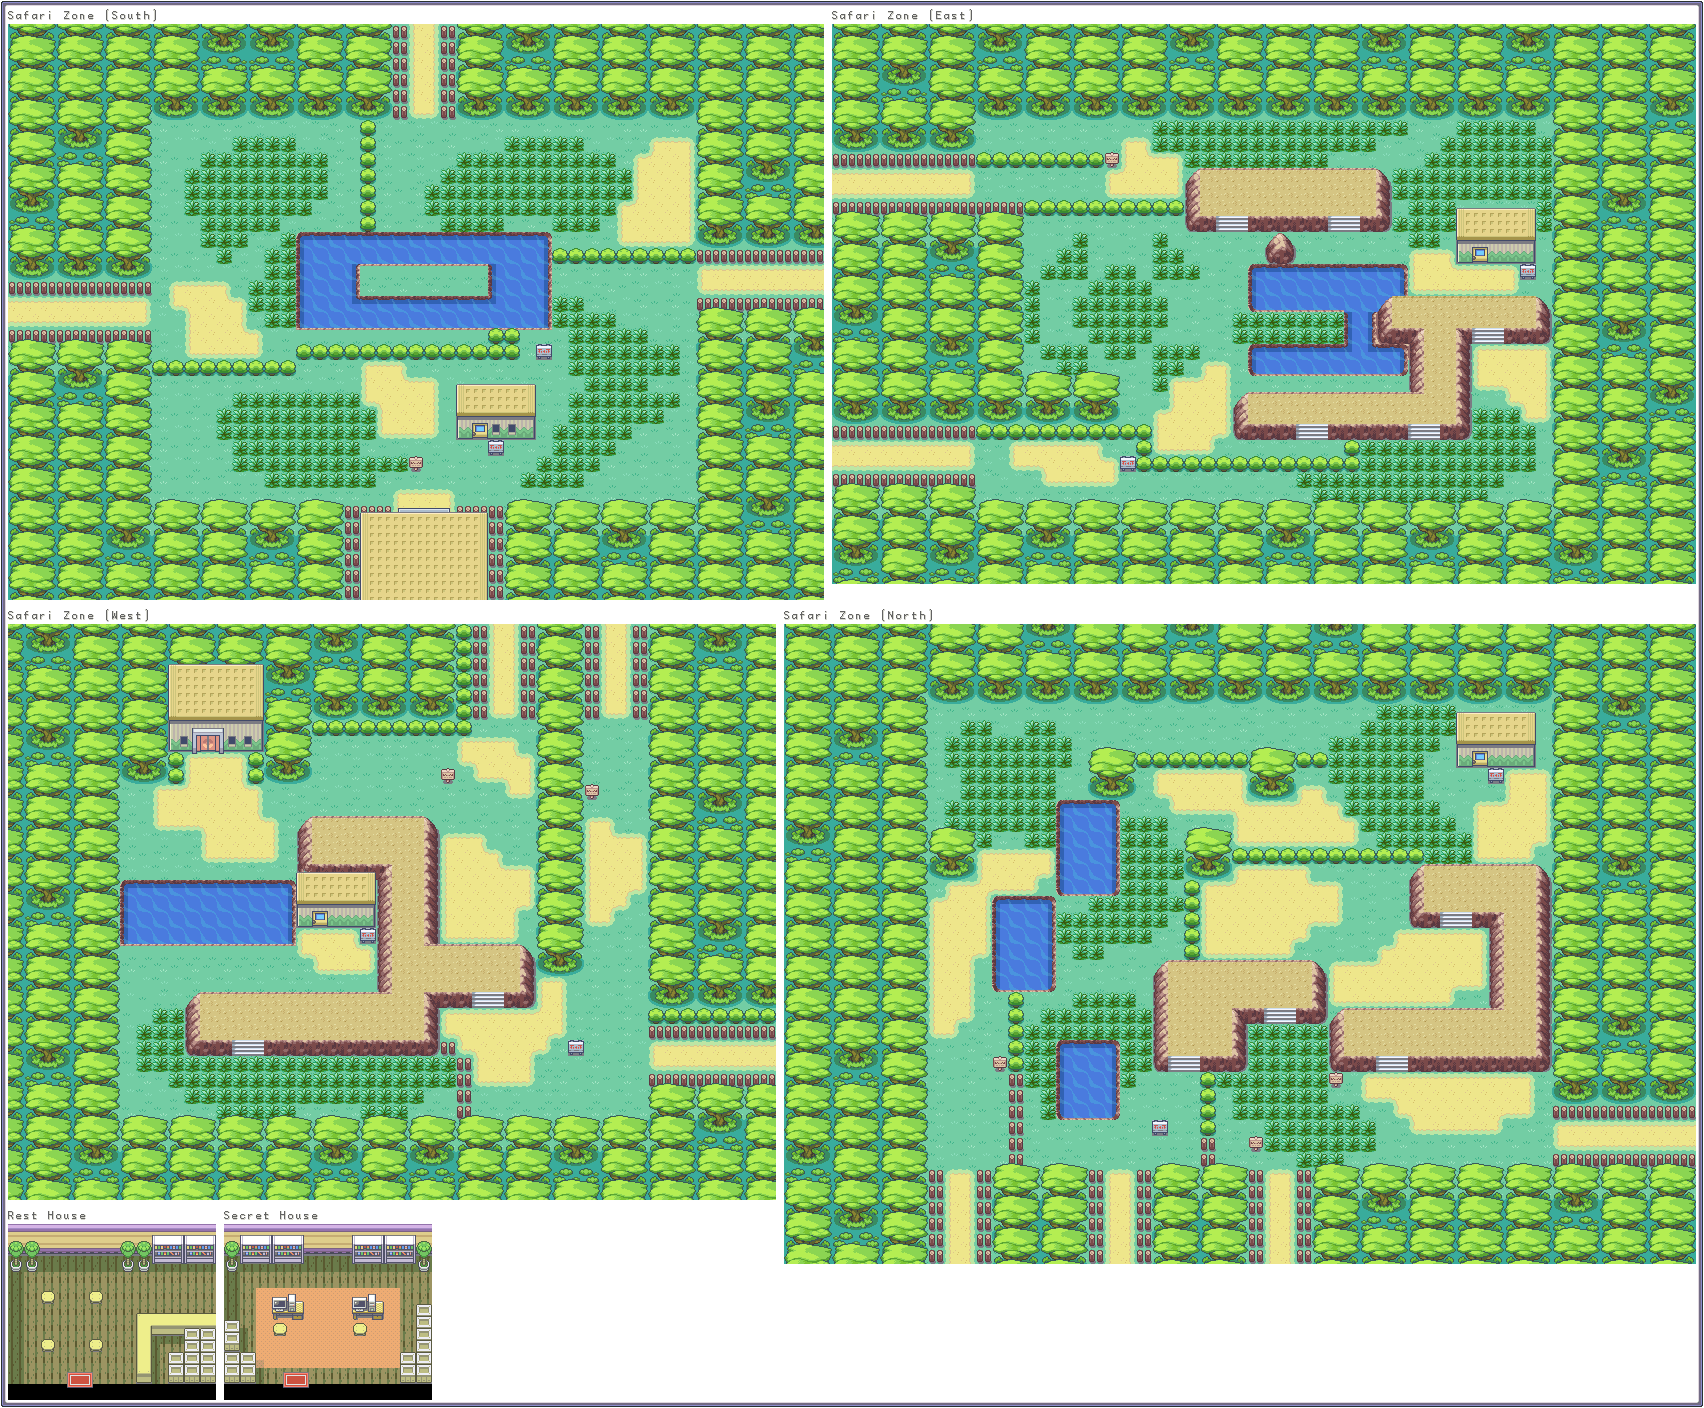 Safari Zone (South)
Safari Zone (East)
Safari Zone (West)
Safari Zone (North)
Rest House
Secret House